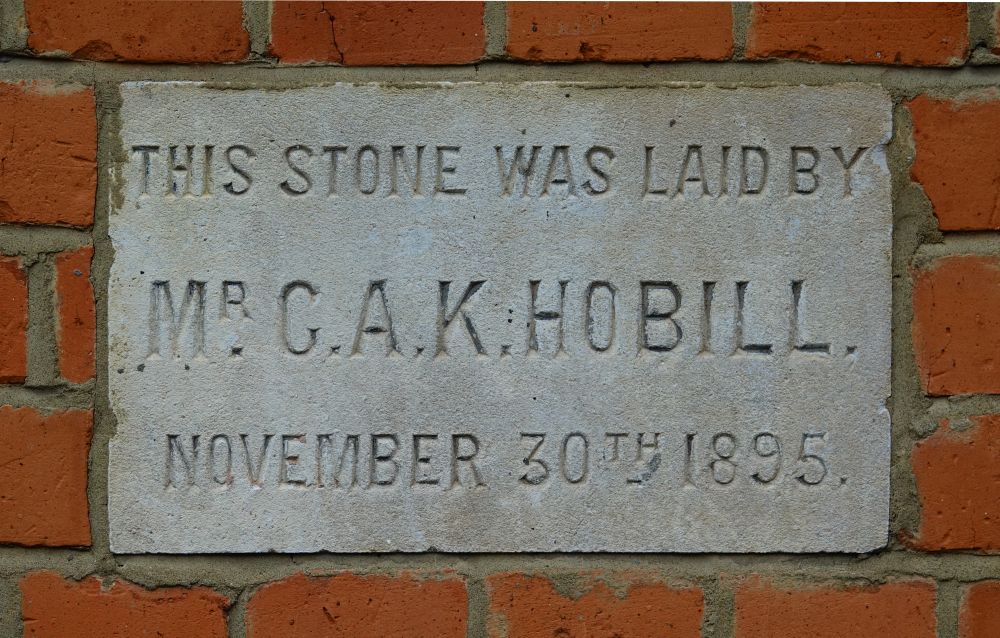 THIS STONE WAS LAID BY
MR. C.A.K. HOBILL.
NOVEMBER 30TH 1895.